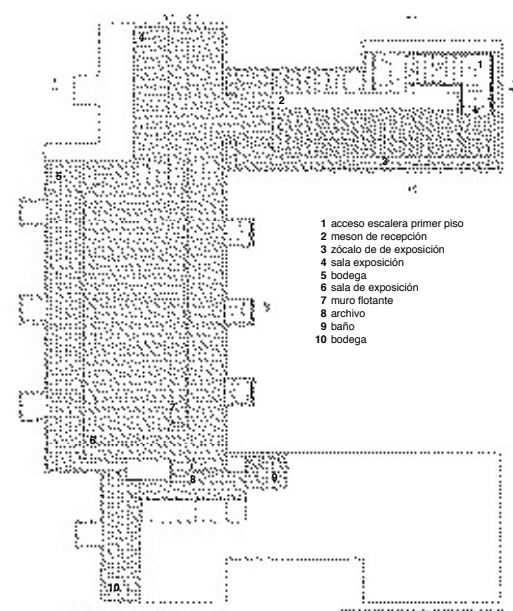 4
1
2
3
5
1 acceso escalera primer piso
2 meson de recepción
3 zócalo de de exposición
4 sala exposición
5 bodega
6 sala de exposición
7 muro flotante
8 archivo
9 baño
10 bodega
7
6
8
9
10